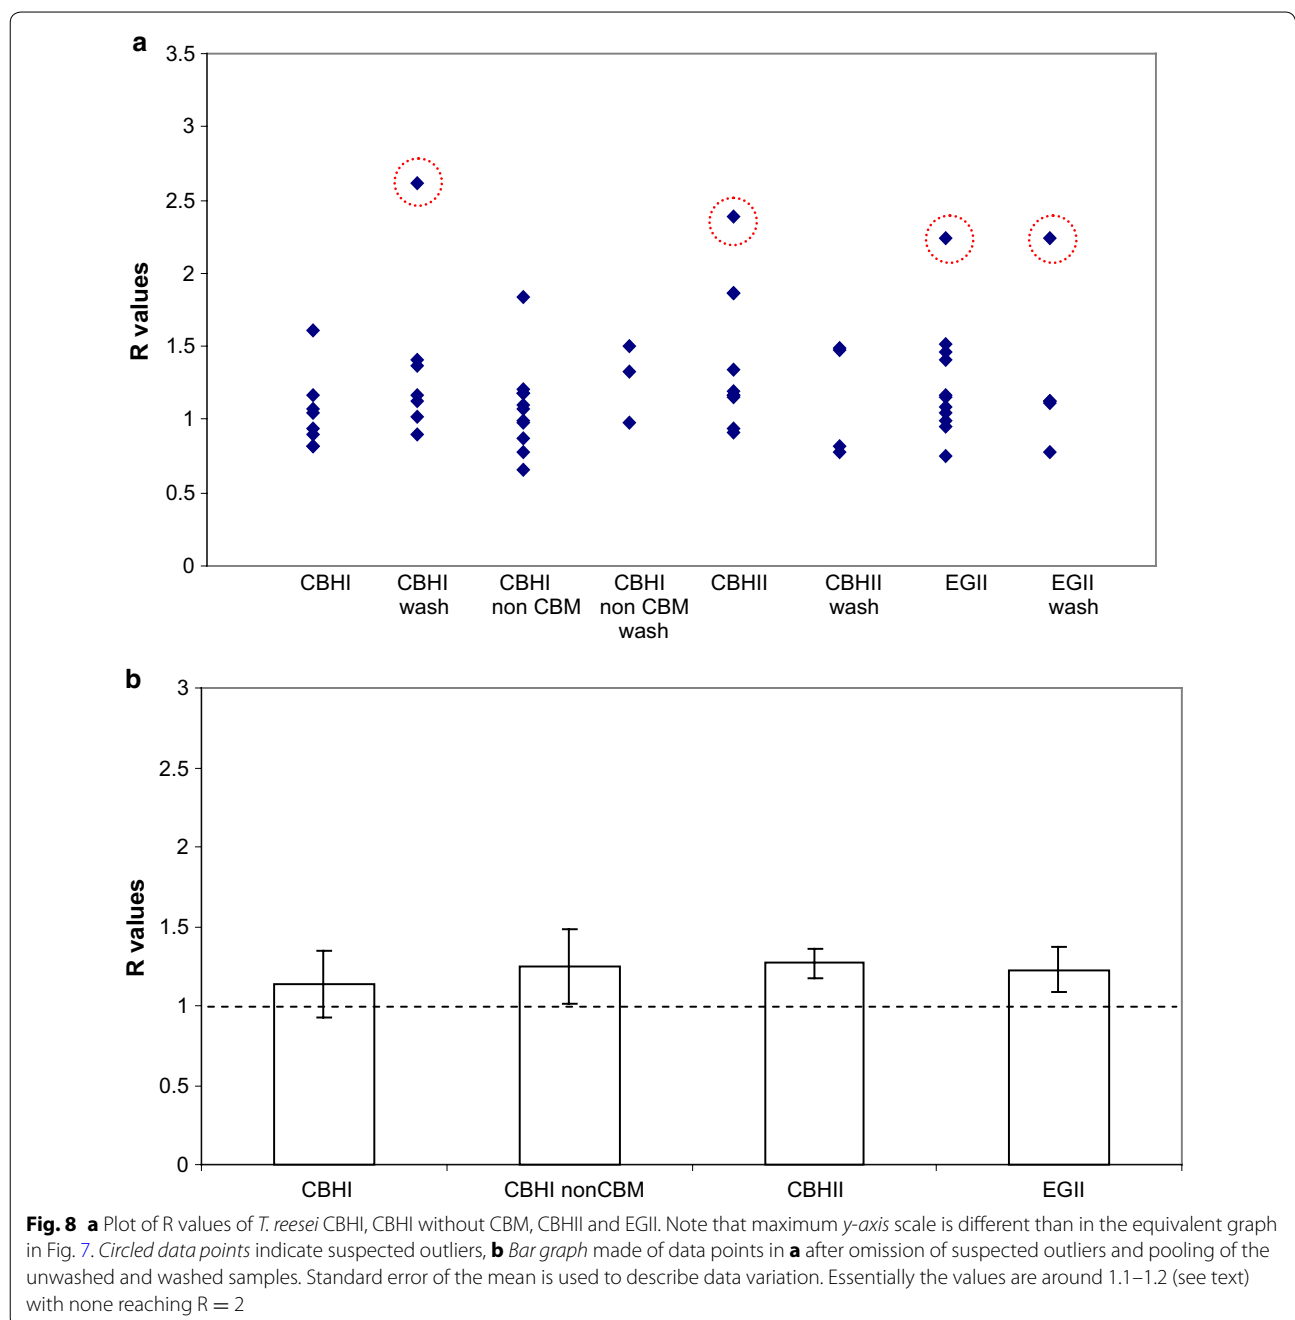 a
3.5
3
2.5
2
1.5
1
0.5
0
R values
CBHI
CBHI
wash
CBHI
non CBM
CBHI
non CBM
wash
CBHII
CBHII
wash
EGII
EGII
wash
b
3
2.5
2
1.5
1
0.5
0
R values
CBHI
CBHI nonCBM
CBHII
EGII
Fig. 8 a Plot of R values of T. reesei CBHI, CBHI without CBM, CBHII and EGII. Note that maximum y-axis scale is different than in the equivalent graph
in Fig. 7. Circled data points indicate suspected outliers, b Bar graph made of data points in a after omission of suspected outliers and pooling of the
unwashed and washed samples. Standard error of the mean is used to describe data variation. Essentially the values are around 1.1–1.2 (see text)
with none reaching R = 2